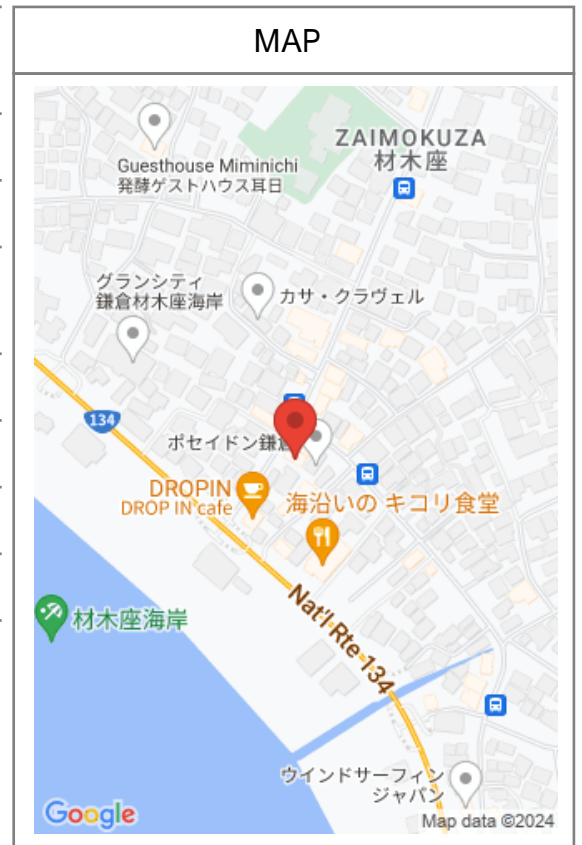 MAP
ZAIMOKUZA
材木座
Guesthouse Miminichi
発酵ゲストハウス耳日
グランシティ
鎌倉材木座海岸
カサ・クラヴェル
134
ポセイドン鎌倉
DROPIN
DROP IN cafe
海沿いの キコリ食堂
材木座海岸
Nat'l Rte 134
ウインドサーフィン
ジャパン
Google
Map data ©2024